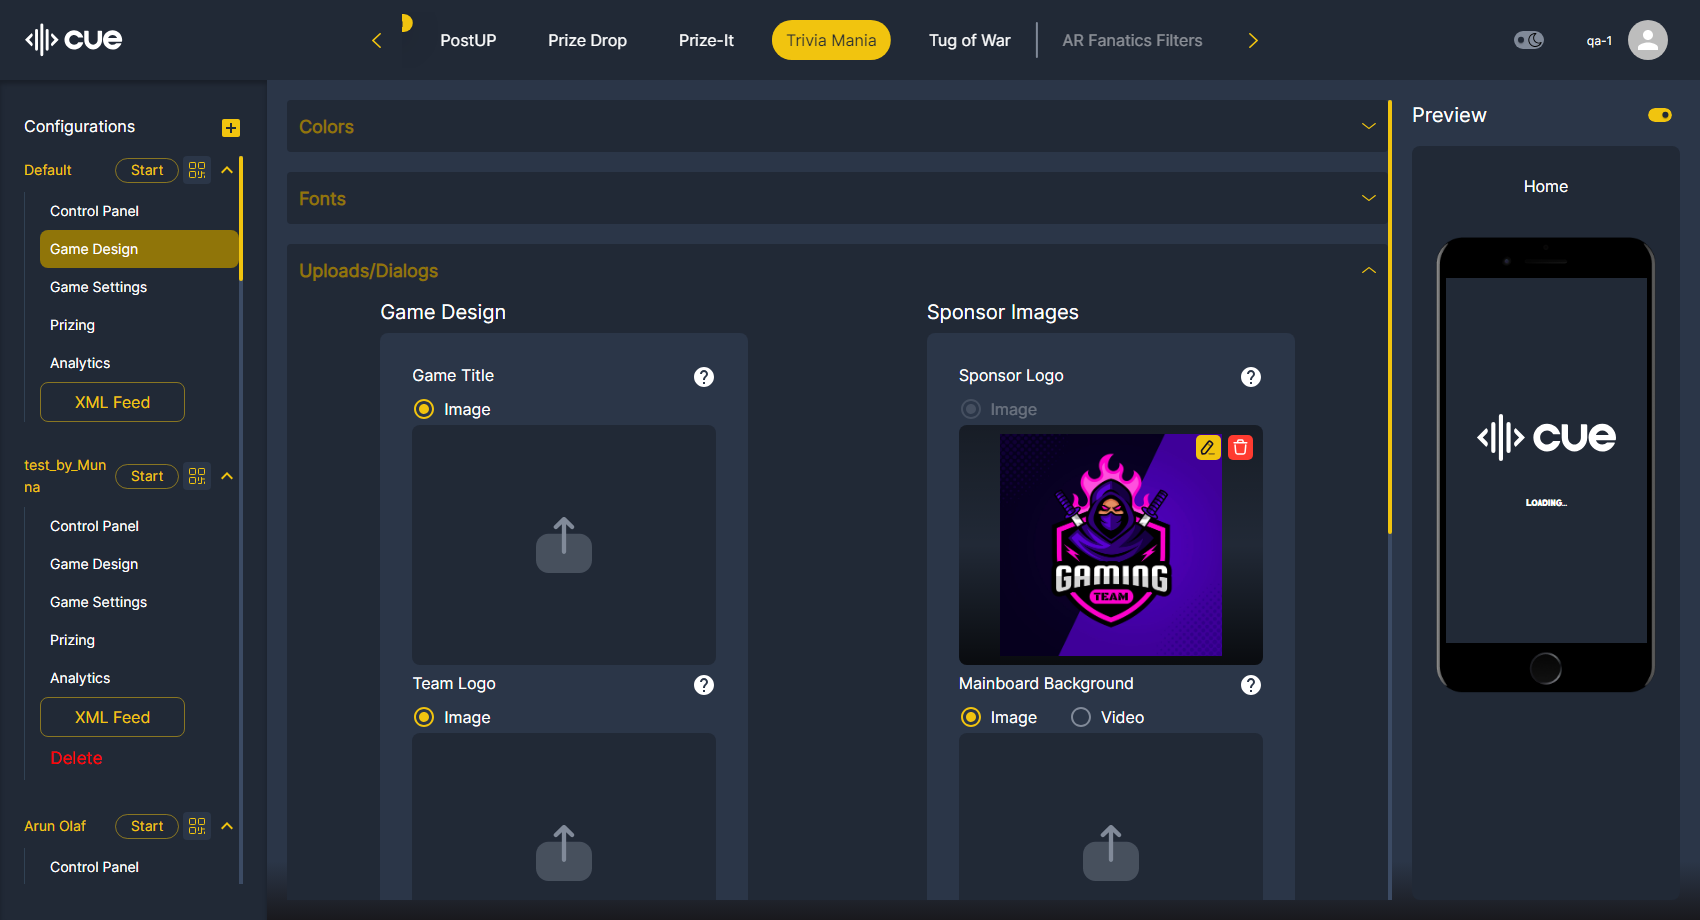 cue
PostUP
Prize Drop
Prize-It
Trivia Mania
Tug of War
AR Fanatics Filters
qa-1
Configurations
Default
Start
Control Panel
Game Design
Game Settings
Prizing
Analytics
XML Feed
test_by_Mun
na
Start
Control Panel
Game Design
Game Settings
Prizing
Analytics
XML Feed
Delete
Arun Olaf
Start
Control Panel
Colors
Fonts
Uploads/Dialogs
Game Design
Game Title
?
Image
Team Logo
?
Image
Sponsor Images
Sponsor Logo
?
Image
GAMING
TEAM
Mainboard Background
?
Image
Video
Preview
Home
cue
LOADING...